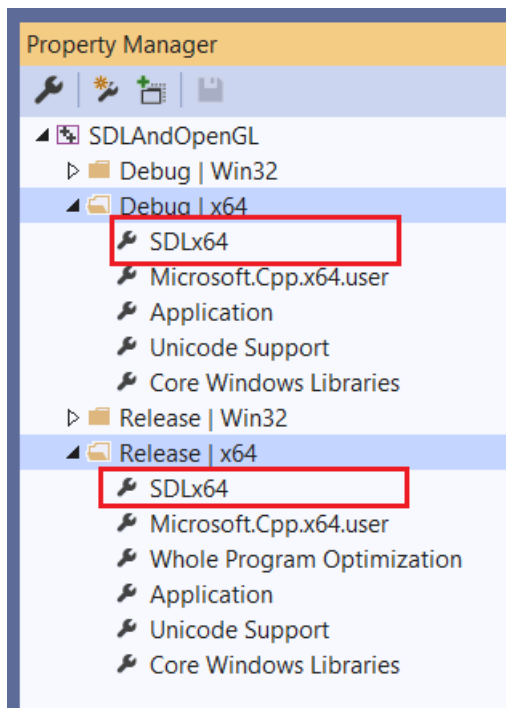 Property Manager
SDLAndOpenGL
Debug | Win32
Debug | x64
SDLx64
Microsoft.Cpp.x64.user
Application
Unicode Support
Core Windows Libraries
Release | Win32
Release | x64
SDLx64
Microsoft.Cpp.x64.user
Whole Program Optimization
Application
Unicode Support
Core Windows Libraries